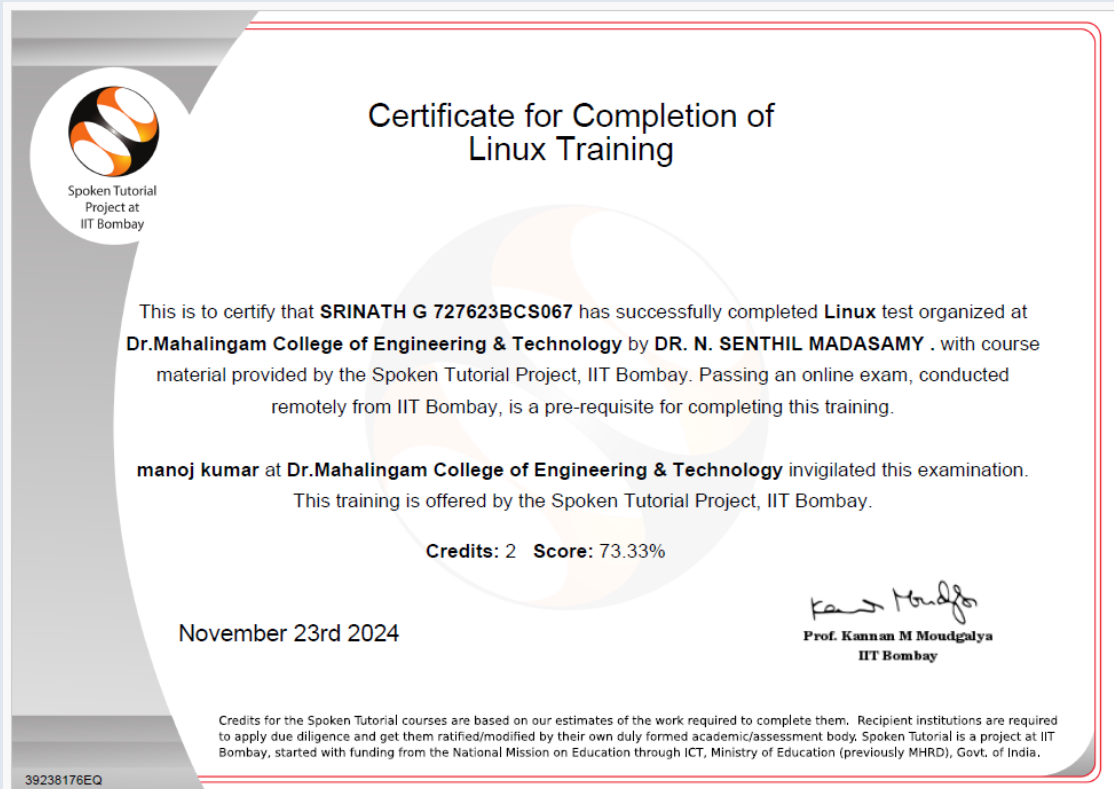 Certificate for Completion of
Linux Training
Spoken Tutorial
Project at
IIT Bombay
This is to certify that SRINATH G 727623BCS067 has successfully completed Linux test organized at
Dr.Mahalingam College of Engineering & Technology by DR. N. SENTHIL MADASAMY . with course
material provided by the Spoken Tutorial Project, IIT Bombay. Passing an online exam, conducted
remotely from IIT Bombay, is a pre-requisite for completing this training.
manoj kumar at Dr.Mahalingam College of Engineering & Technology invigilated this examination.
This training is offered by the Spoken Tutorial Project, IIT Bombay.
Credits: 2 Score: 73.33%
November 23rd 2024
Kannan Moudgalya
Prof. Kannan M Moudgalya
IIT Bombay
Credits for the Spoken Tutorial courses are based on our estimates of the work required to complete them. Recipient institutions are required
to apply due diligence and get them ratified/modified by their own duly formed academic/assessment body. Spoken Tutorial is a project at IIT
Bombay, started with funding from the National Mission on Education through ICT, Ministry of Education (previously MHRD), Govt. of India.
39238176EQ